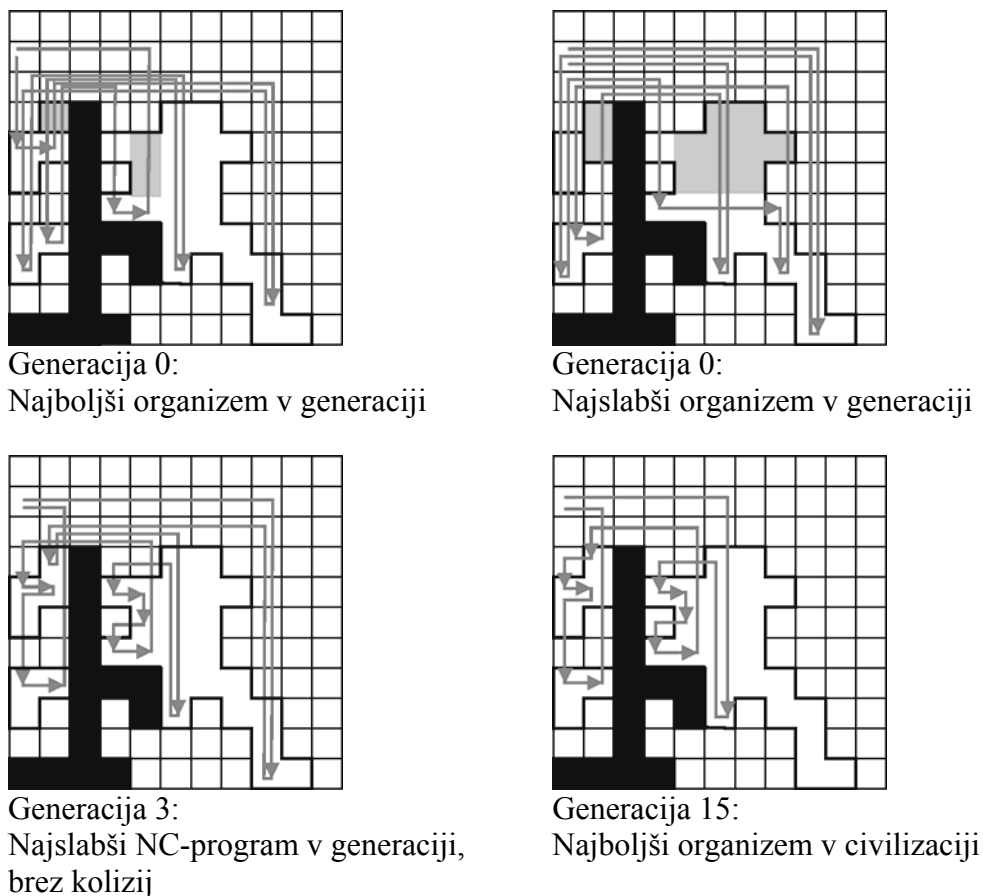 Generacija 0:
Najboljši organizem v generaciji
Generacija 0:
Najslabši organizem v generaciji
Generacija 3:
Najslabši NC-program v generaciji,
brez kolizij
Generacija 15:
Najboljši organizem v civilizaciji